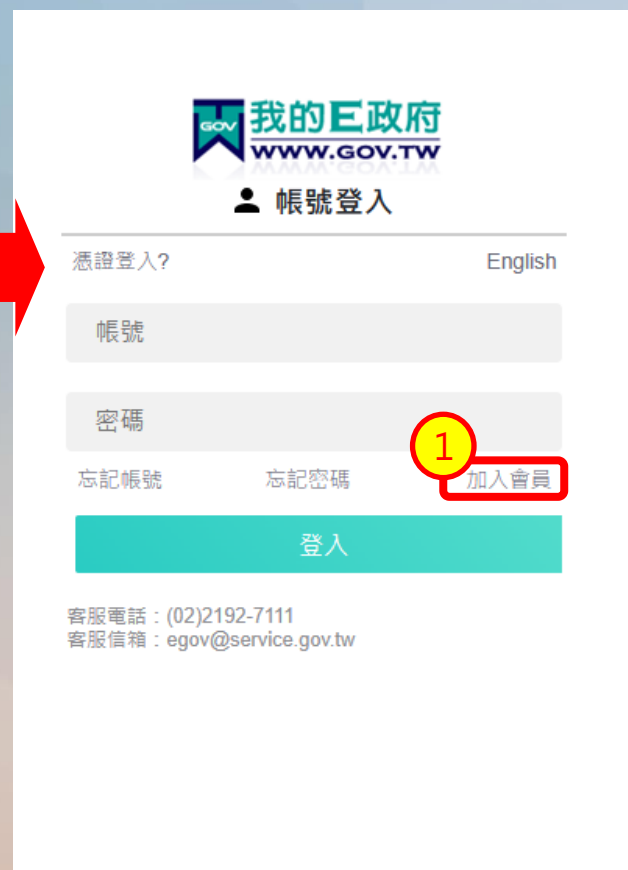 GOV 我的E政府
WWW.GOV.TW
帳號登入
憑證登入? English
帳號
密碼
1
忘記帳號 忘記密碼 加入會員
登入
客服電話：(02)2192-7111
客服信箱：egov@service.gov.tw